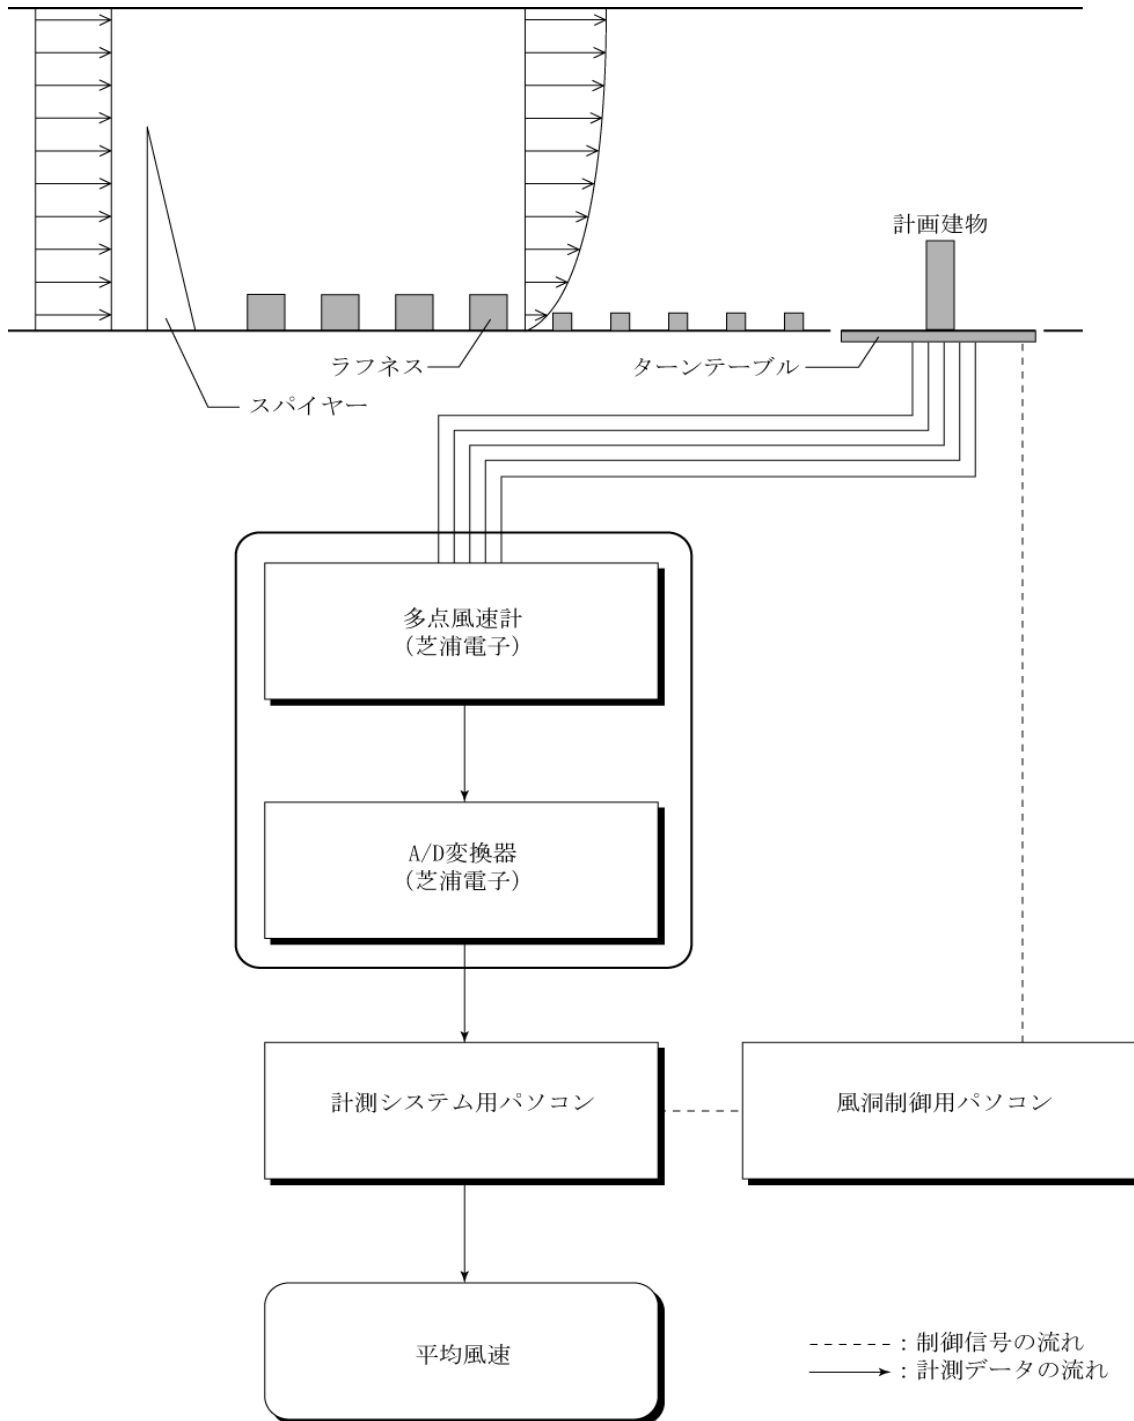 計画建物
ラフネス
ターンテーブル
スパイヤー
多点風速計
(芝浦電子)
A/D変換器
(芝浦電子)
計測システム用パソコン
風洞制御用パソコン
平均風速
：制御信号の流れ
：計測データの流れ